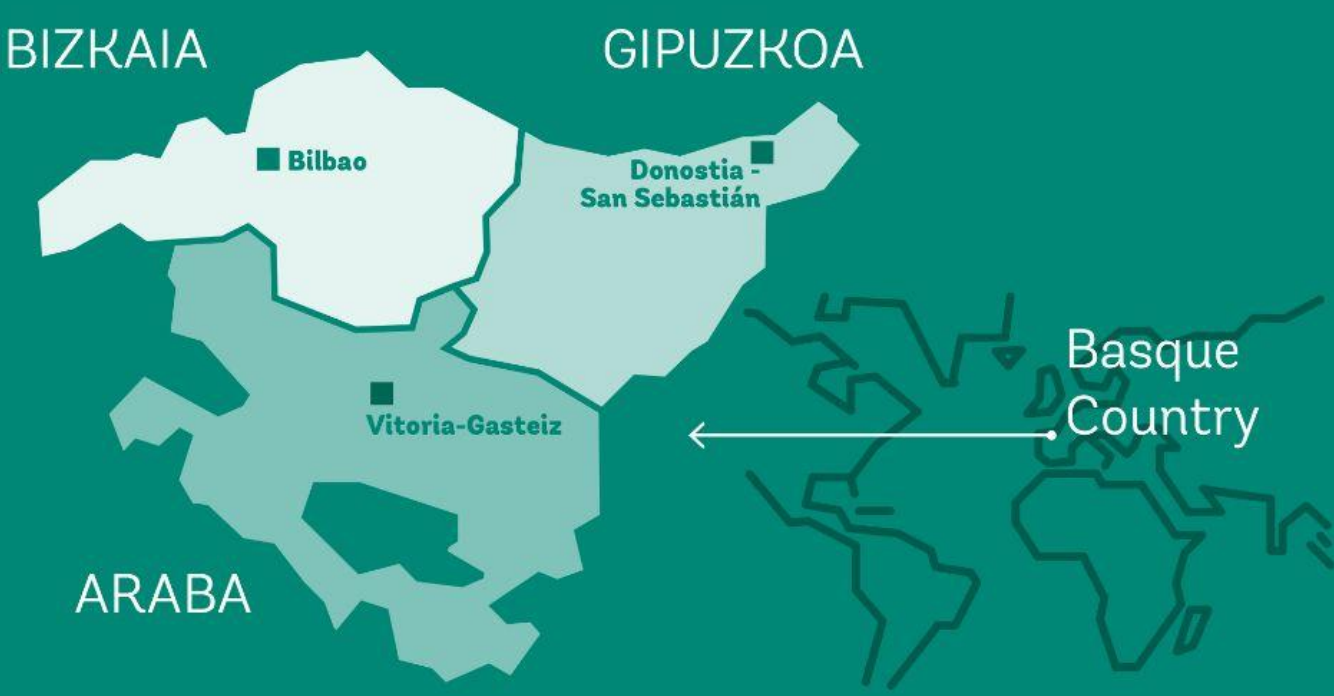 BIZKAIA
GIPUZKOA
Bilbao
Donostia -
San Sebastián
Basque
Country
Vitoria-Gasteiz
ARABA